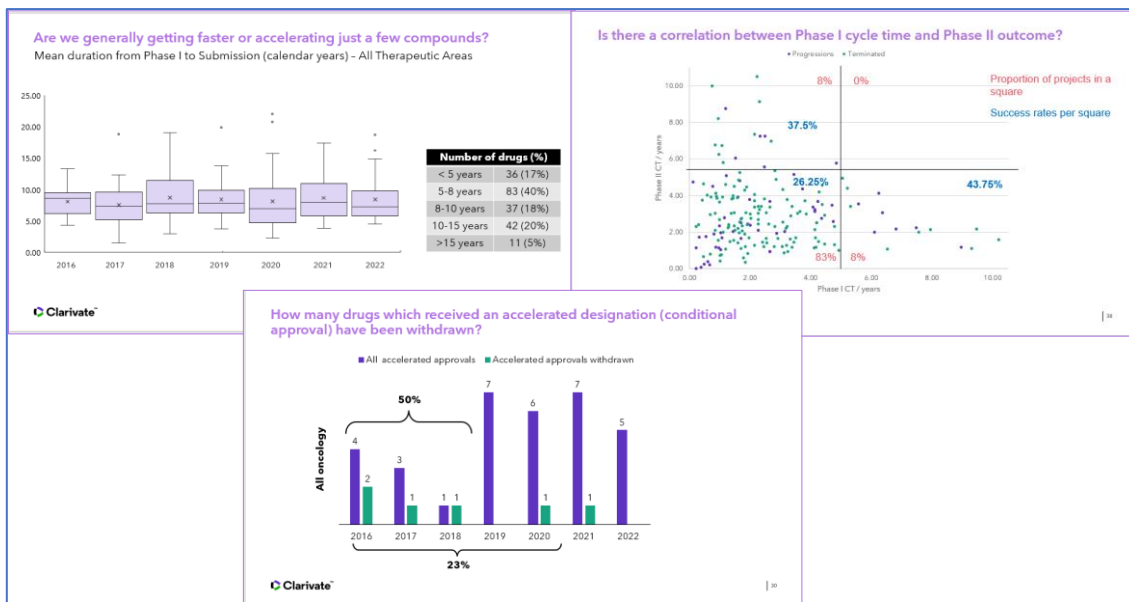 Are we generally getting faster or accelerating just a few compounds?
Mean duration from Phase I to Submission (calendar years) – All Therapeutic Areas
25.00
20.00
15.00
10.00
5.00
0.00
2016 2017 2018 2019 2020 2021 2022
Number of drugs (%)
< 5 years 36 (17%)
5-8 years 83 (40%)
8-10 years 37 (18%)
10-15 years 42 (20%)
>15 years 11 (5%)
Clarivate™
Is there a correlation between Phase I cycle time and Phase II outcome?
Progressions Terminated
Phase II CT / years
10.00
8.00
6.00
4.00
2.00
0.00
8% 0%
37.5%
26.25% 43.75%
83% 8%
0.00 2.00 4.00 6.00 8.00 10.00
Phase I CT / years
Proportion of projects in a
square
Success rates per square
How many drugs which received an accelerated designation (conditional
approval) have been withdrawn?
All accelerated approvals Accelerated approvals withdrawn
All oncology
50%
4 2 3 1 1 1 7 6 1 7 1 5
2016 2017 2018 2019 2020 2021 2022
23%
Clarivate™
30